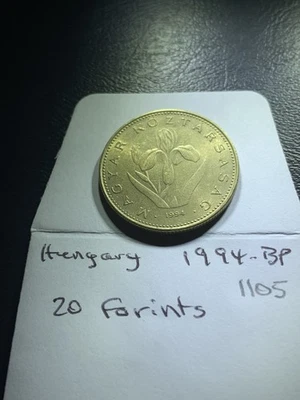 MAGYAR KÖZTÁRSASÁG
1994
Hungary 1994-BP
1105
20 Forints